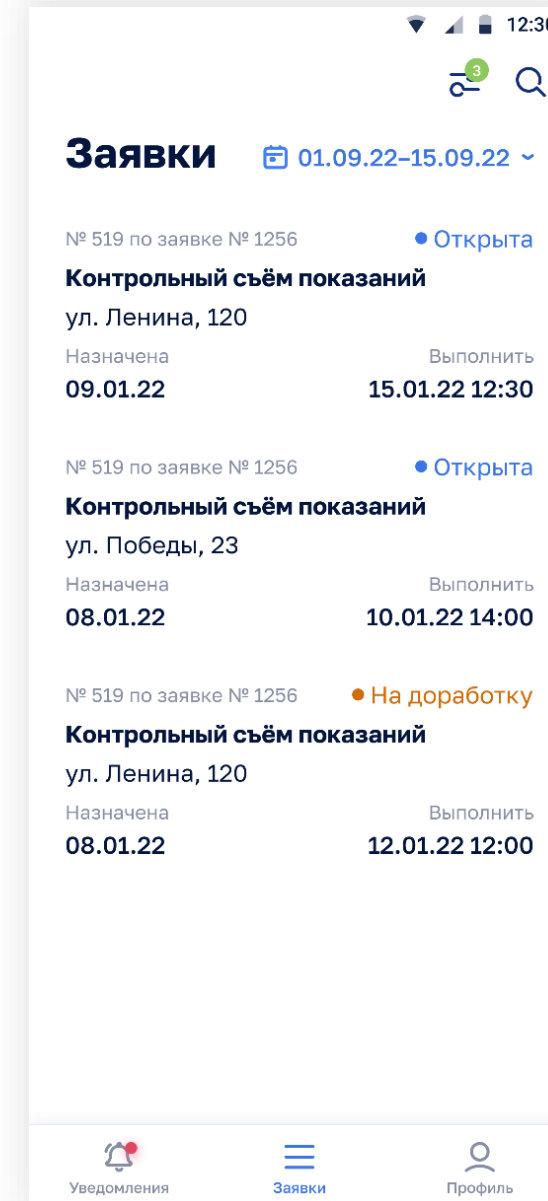 12:30
3
Заявки 01.09.22–15.09.22
№ 519 по заявке № 1256 Открыта
Контрольный съём показаний
ул. Ленина, 120
Назначена Выполнить
09.01.22 15.01.22 12:30
№ 519 по заявке № 1256 Открыта
Контрольный съём показаний
ул. Победы, 23
Назначена Выполнить
08.01.22 10.01.22 14:00
№ 519 по заявке № 1256 На доработку
Контрольный съём показаний
ул. Ленина, 120
Назначена Выполнить
08.01.22 12.01.22 12:00
Уведомления Заявки Профиль